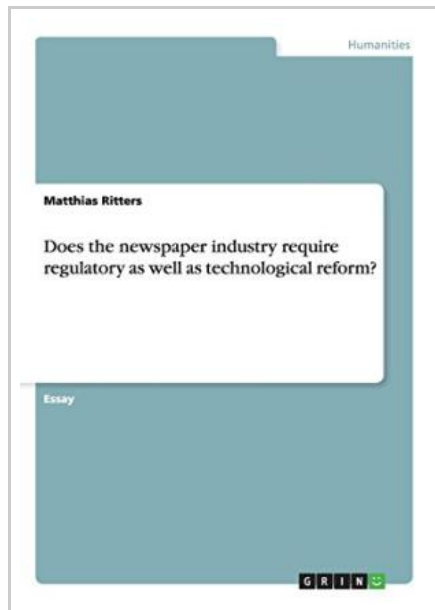 Humanities
Matthias Ritters
Does the newspaper industry require
regulatory as well as technological reform?
Essay
GRIN